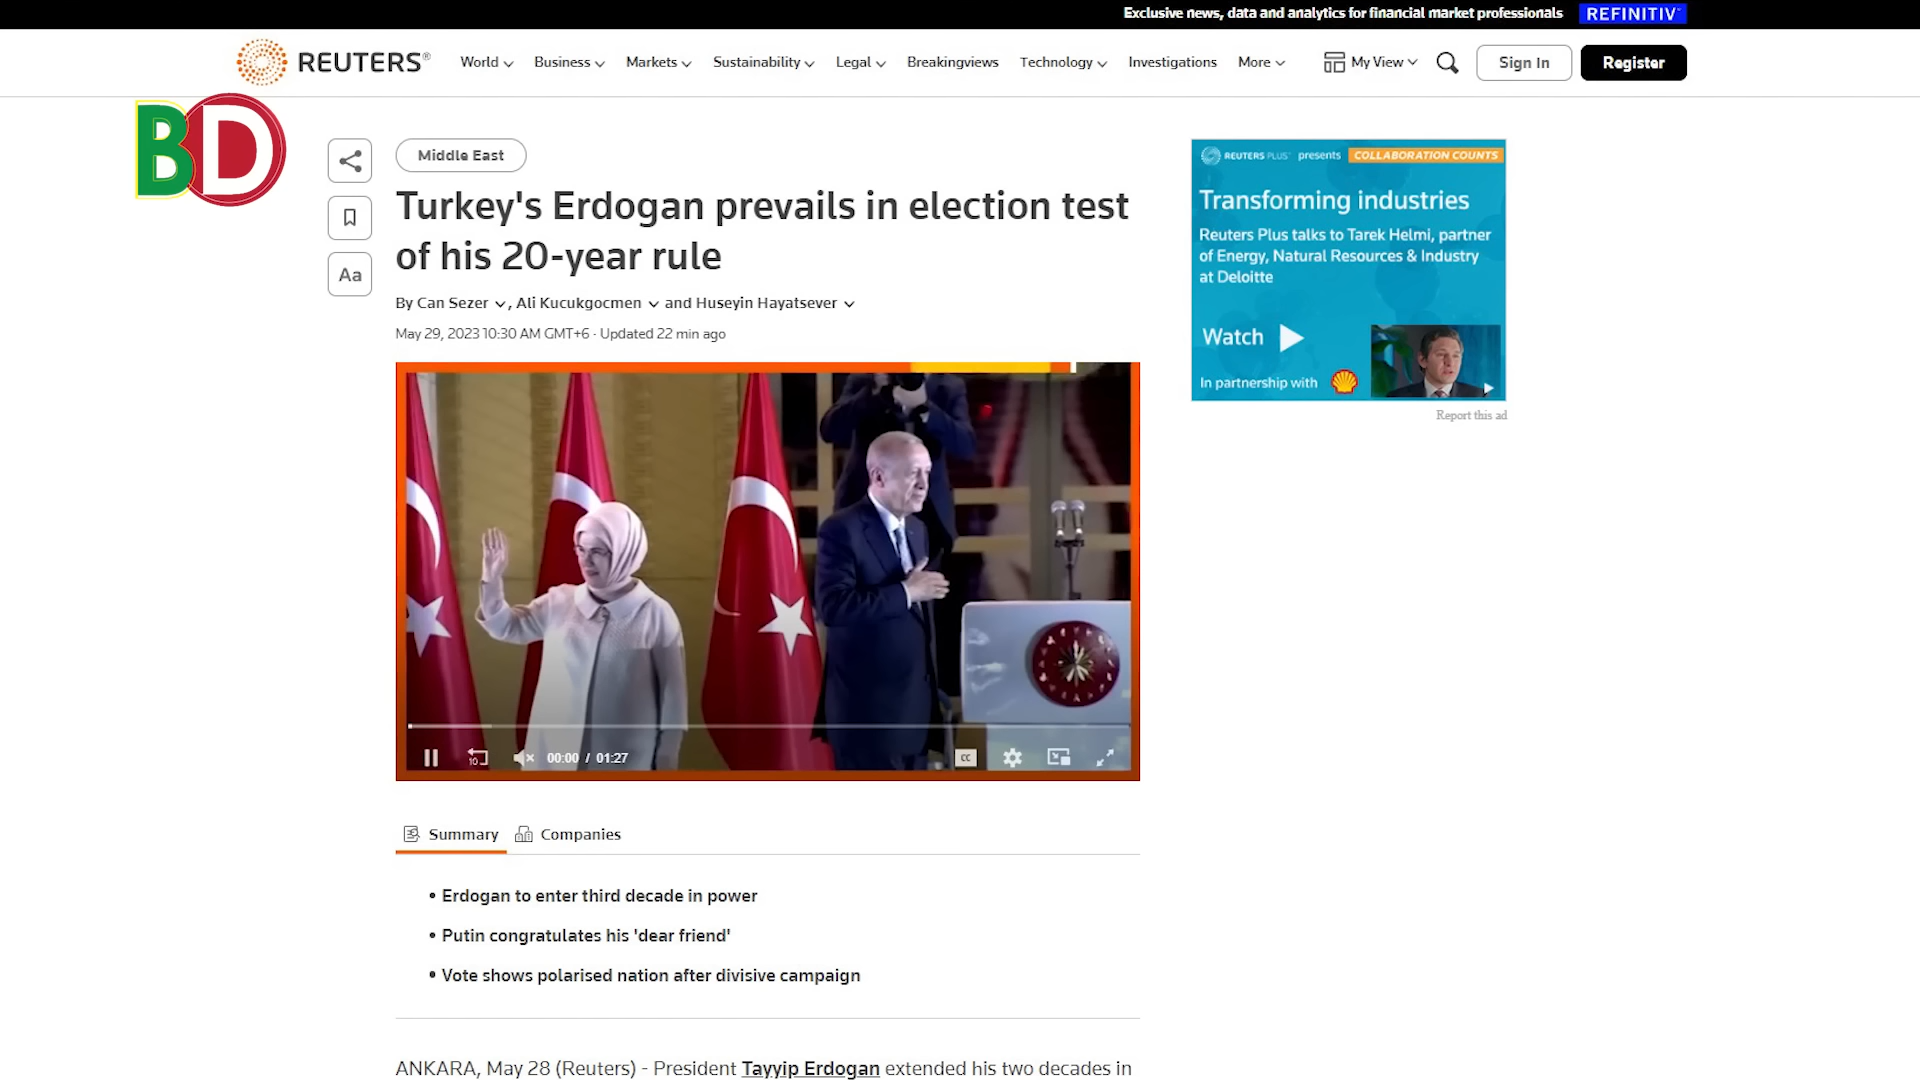 Exclusive news, data and analytics for financial market professionals REFINITIV
REUTERS® World Business Markets Sustainability Legal Breakingviews Technology Investigations More My View Sign In Register
BD
Middle East
Turkey's Erdogan prevails in election test
of his 20-year rule
Aa
By Can Sezer , Ali Kucukgocmen and Huseyin Hayatsever
May 29, 2023 10:30 AM GMT+6 · Updated 22 min ago
REUTERS PLUS presents COLLABORATION COUNTS
Transforming industries
Reuters Plus talks to Tarek Helmi, partner
of Energy, Natural Resources & Industry
at Deloitte
Watch
In partnership with
Report this ad
10 00:00 / 01:27 CC
Summary Companies
• Erdogan to enter third decade in power
• Putin congratulates his 'dear friend'
• Vote shows polarised nation after divisive campaign
ANKARA, May 28 (Reuters) - President Tayyip Erdogan extended his two decades in